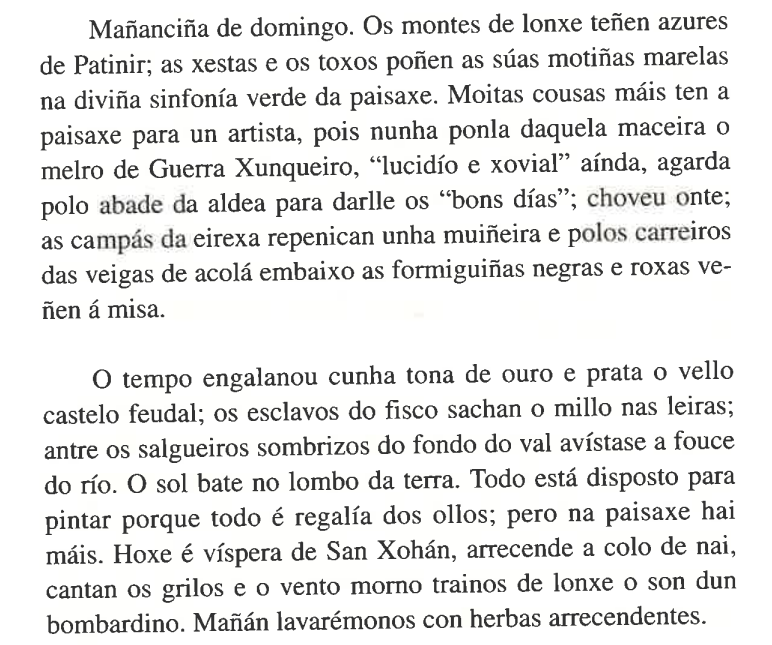 Mañanciña de domingo. Os montes de lonxe teñen azures
de Patinir; as xestas e os toxos poñen as súas motiñas marelas
na diviña sinfonía verde da paisaxe. Moitas cousas máis ten a
paisaxe para un artista, pois nunha ponla daquela maceira o
melro de Guerra Xunqueiro, “lucidío e xovial” aínda, agarda
polo abade da aldea para darlle os “bons días”; choveu onte;
as campás da eirexa repenican unha muiñeira e polos carreiros
das veigas de acolá embaixo as formiguiñas negras e roxas ve-
ñen á misa.
O tempo engalanou cunha tona de ouro e prata o vello
castelo feudal; os esclavos do fisco sachan o millo nas leiras;
antre os salgueiros sombrizos do fondo do val avístase a fouce
do río. O sol bate no lombo da terra. Todo está disposto para
pintar porque todo é regalía dos ollos; pero na paisaxe hai
máis. Hoxe é víspera de San Xohán, arrecende a colo de nai,
cantan os grilos e o vento morno trainos de lonxe o son dun
bombardino. Mañán lavarémonos con herbas arrecendentes.